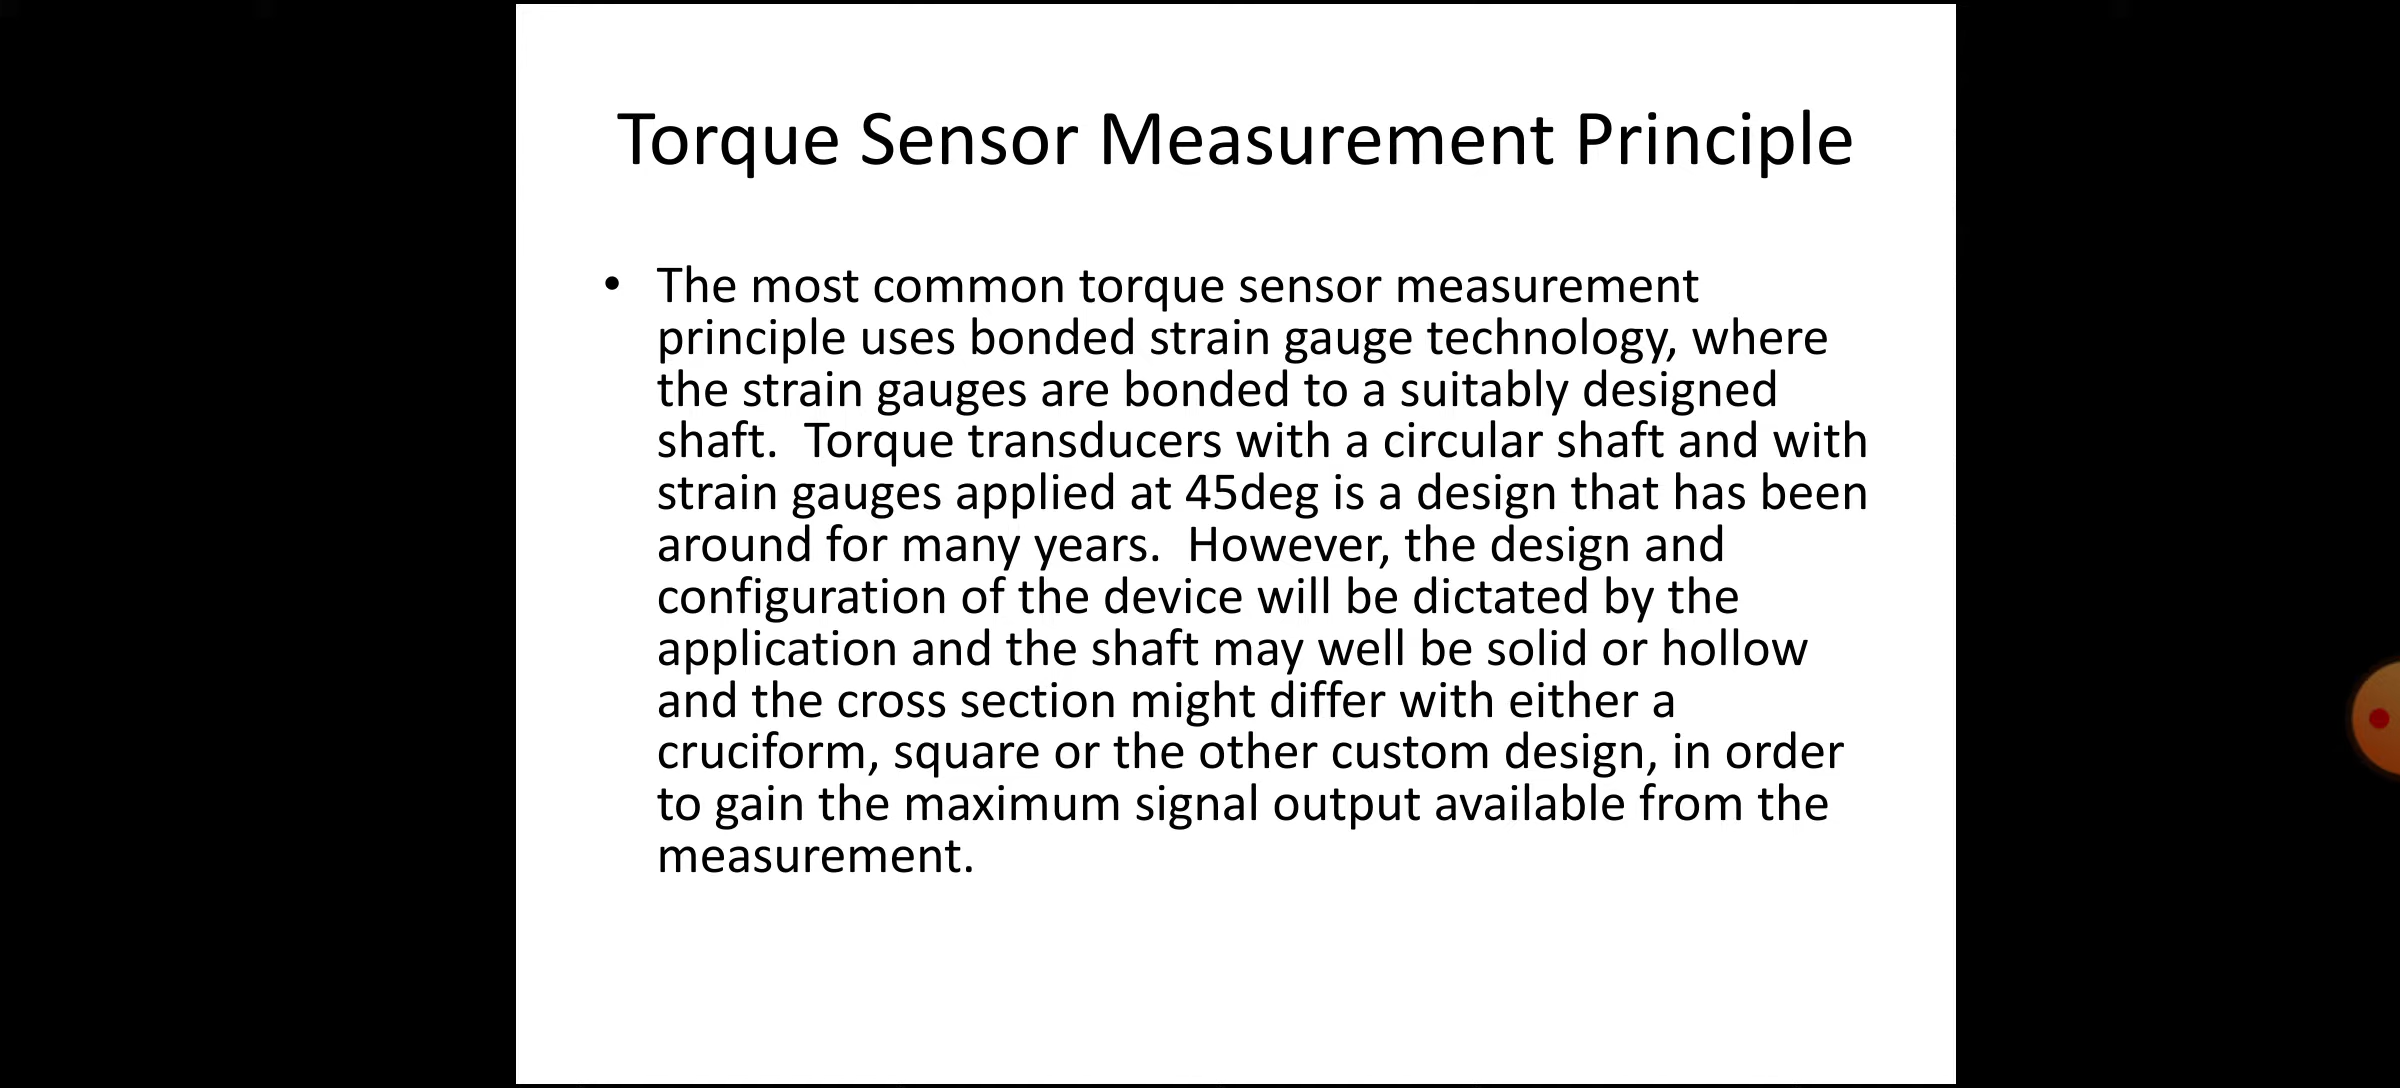 Torque Sensor Measurement Principle
• The most common torque sensor measurement
principle uses bonded strain gauge technology, where
the strain gauges are bonded to a suitably designed
shaft.  Torque transducers with a circular shaft and with
strain gauges applied at 45deg is a design that has been
around for many years.  However, the design and
configuration of the device will be dictated by the
application and the shaft may well be solid or hollow
and the cross section might differ with either a
cruciform, square or the other custom design, in order
to gain the maximum signal output available from the
measurement.